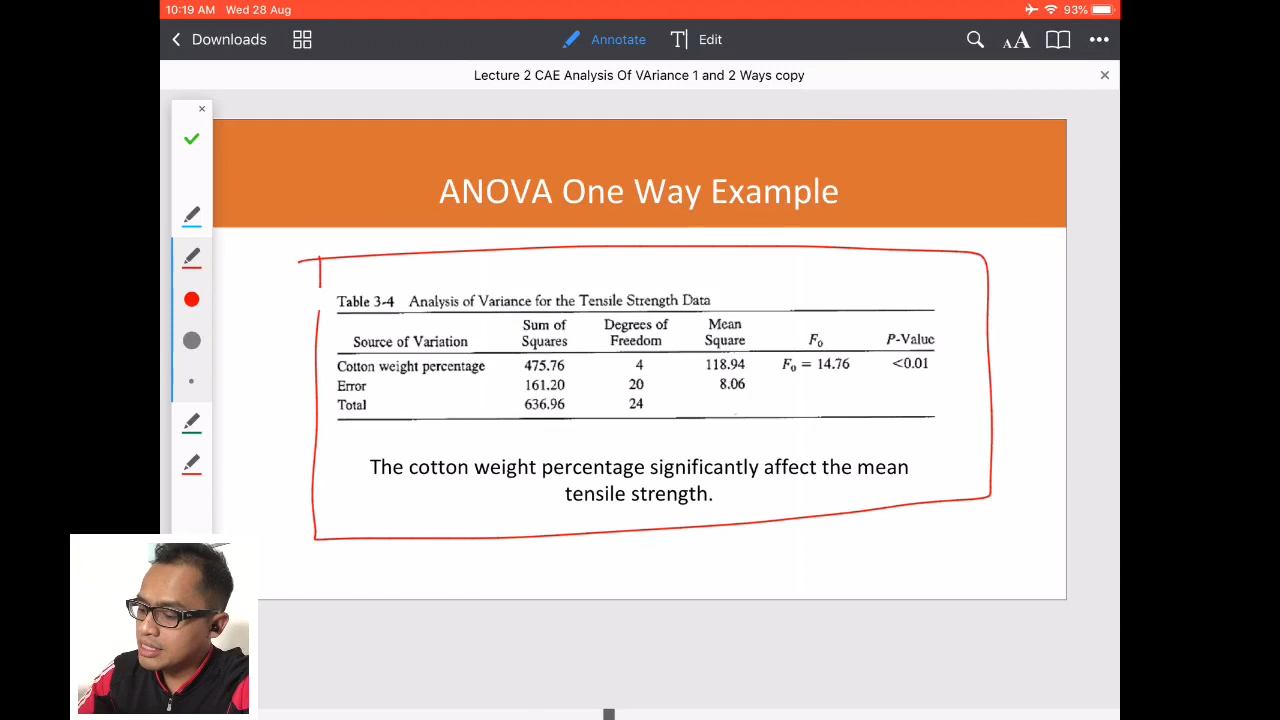 10:19 AM Wed 28 Aug 93%
Downloads Annotate T Edit AA
Lecture 2 CAE Analysis Of VAriance 1 and 2 Ways copy
ANOVA One Way Example
Table 3-4 Analysis of Variance for the Tensile Strength Data
Source of Variation Sum of Squares Degrees of Freedom Mean Square F₀ P-Value
Cotton weight percentage 475.76 4 118.94 F₀ = 14.76 <0.01
Error 161.20 20 8.06
Total 636.96 24
The cotton weight percentage significantly affect the mean
tensile strength.